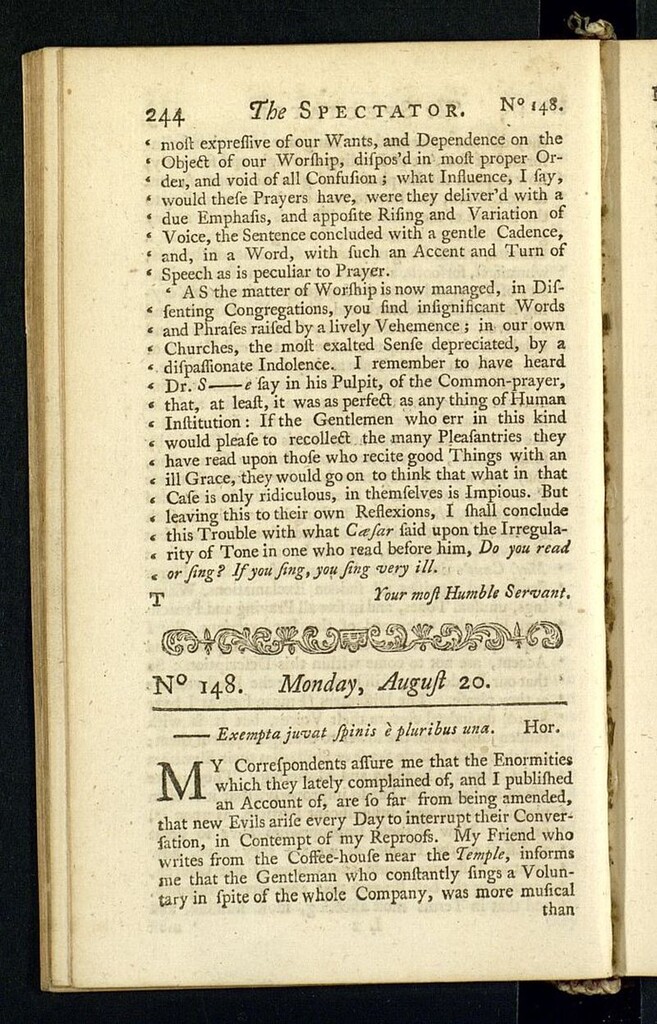 244 The SPECTATOR. Nº 148.
‘ moſt expreſſive of our Wants, and Dependence on the
‘ Object of our Worſhip, diſpos'd in moſt proper Or-
‘ der, and void of all Confuſion; what Influence, I ſay,
‘ would theſe Prayers have, were they deliver'd with a
‘ due Emphaſis, and appoſite Riſing and Variation of
‘ Voice, the Sentence concluded with a gentle Cadence,
‘ and, in a Word, with ſuch an Accent and Turn of
‘ Speech as is peculiar to Prayer.
‘ AS the matter of Worſhip is now managed, in Diſ-
‘ ſenting Congregations, you find inſignificant Words
‘ and Phraſes raiſed by a lively Vehemence; in our own
‘ Churches, the moſt exalted Senſe depreciated, by a
‘ diſpaſſionate Indolence. I remember to have heard
‘ Dr. S——e ſay in his Pulpit, of the Common-prayer,
‘ that, at leaſt, it was as perfect as any thing of Human
‘ Inſtitution: If the Gentlemen who err in this kind
‘ would pleaſe to recollect the many Pleaſantries they
‘ have read upon thoſe who recite good Things with an
‘ ill Grace, they would go on to think that what in that
‘ Caſe is only ridiculous, in themſelves is Impious. But
‘ leaving this to their own Reflexions, I ſhall conclude
‘ this Trouble with what Cæſar ſaid upon the Irregula-
‘ rity of Tone in one who read before him, Do you read
‘ or ſing? If you ſing, you ſing very ill.
T Your moſt Humble Servant.
Nº 148. Monday, Auguſt 20.
—— Exempta juvat ſpinis è pluribus una. Hor.
MY Correſpondents aſſure me that the Enormities
which they lately complained of, and I publiſhed
an Account of, are ſo far from being amended,
that new Evils ariſe every Day to interrupt their Conver-
ſation, in Contempt of my Reproofs. My Friend who
writes from the Coffee-houſe near the Temple, informs
me that the Gentleman who conſtantly ſings a Volun-
tary in ſpite of the whole Company, was more muſical
than